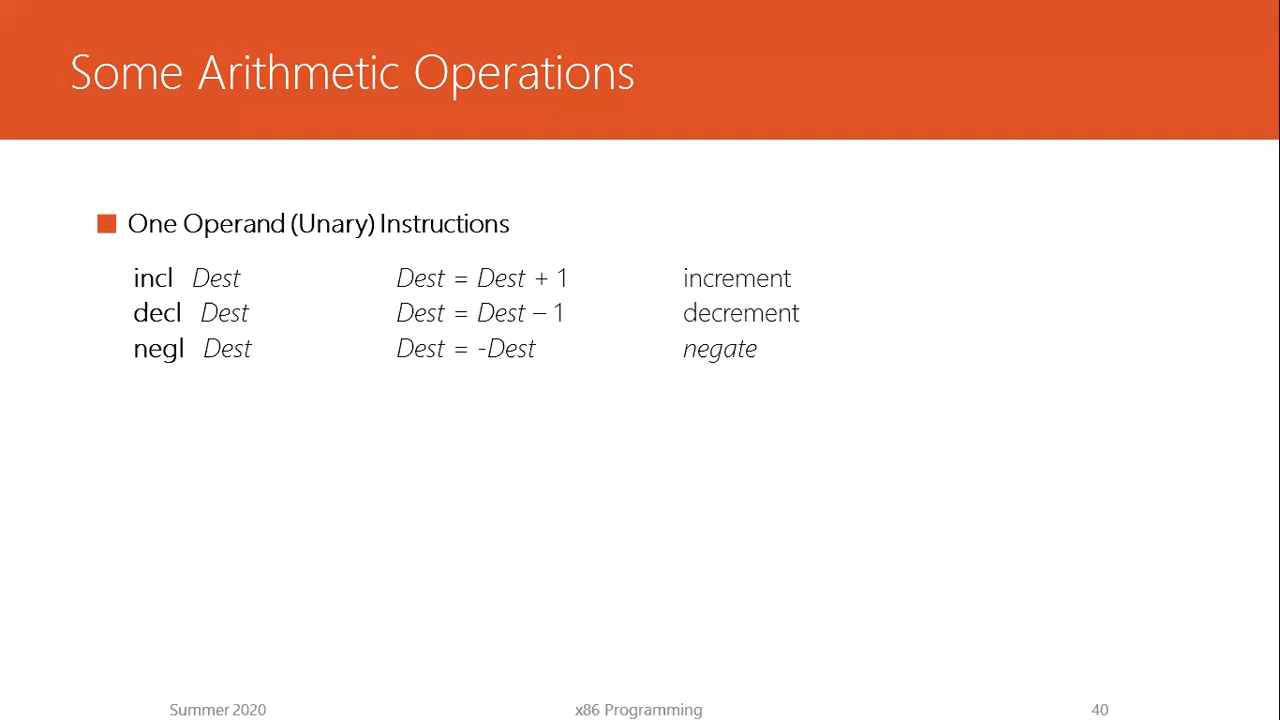 Some Arithmetic Operations
One Operand (Unary) Instructions
incl Dest Dest = Dest + 1 increment
decl Dest Dest = Dest – 1 decrement
negl Dest Dest = -Dest negate
Summer 2020 x86 Programming 40